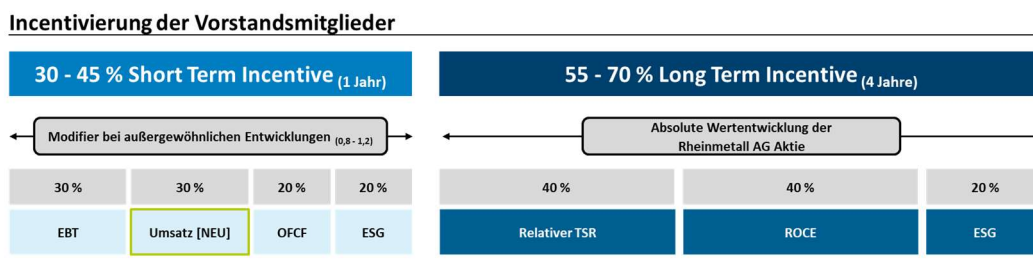 Incentivierung der Vorstandsmitglieder
30 - 45 % Short Term Incentive (1 Jahr)
55 - 70 % Long Term Incentive (4 Jahre)
Modifier bei außergewöhnlichen Entwicklungen (0,8 - 1,2)
Absolute Wertentwicklung der
Rheinmetall AG Aktie
30 % 30 % 20 % 20 % 40 % 40 % 20 %
EBT Umsatz [NEU] OFCF ESG Relativer TSR ROCE ESG